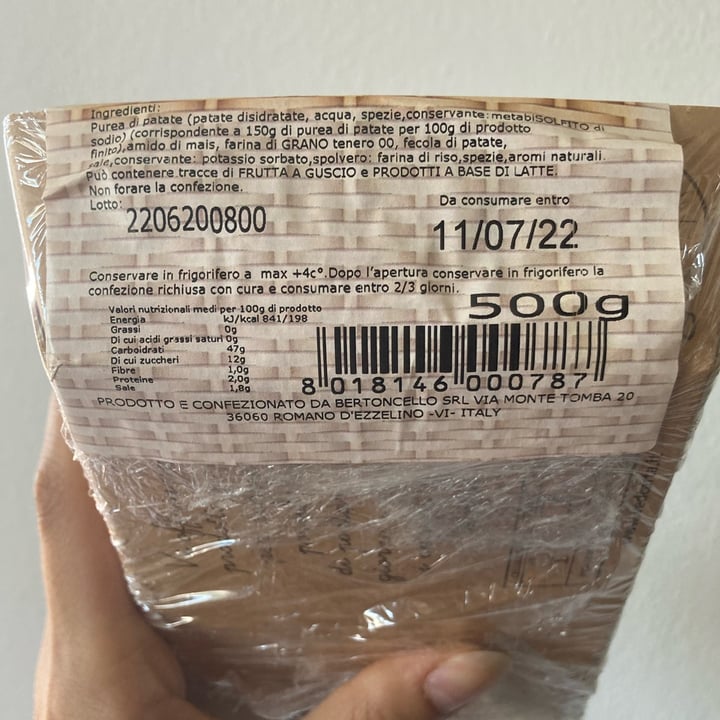 Ingredienti:
Purea di patate (patate disidratate, acqua, spezie,conservante:metabiSOLFITO di
sodio) (corrispondente a 150g di purea di patate per 100g di prodotto
finito),amido di mais, farina di GRANO tenero 00, fecola di patate,
sale,conservante: potassio sorbato,spolvero: farina di riso,spezie,aromi naturali.
Può contenere tracce di FRUTTA A GUSCIO e PRODOTTI A BASE DI LATTE.
Non forare la confezione.
Lotto: 2206200800
Da consumare entro
11/07/22
Conservare in frigorifero a max +4c°.Dopo l'apertura conservare in frigorifero la
confezione richiusa con cura e consumare entro 2/3 giorni.
500g
Valori nutrizionali medi per 100g di prodotto
Energia kJ/kcal 841/198
Grassi 0g
Di cui acidi grassi saturi 0g
Carboidrati 47g
Di cui zuccheri 12g
Fibre 1,0g
Proteine 2,0g
Sale 1,8g
8 018146 000787
PRODOTTO E CONFEZIONATO DA BERTONCELLO SRL VIA MONTE TOMBA 20
36060 ROMANO D'EZZELINO -VI- ITALY